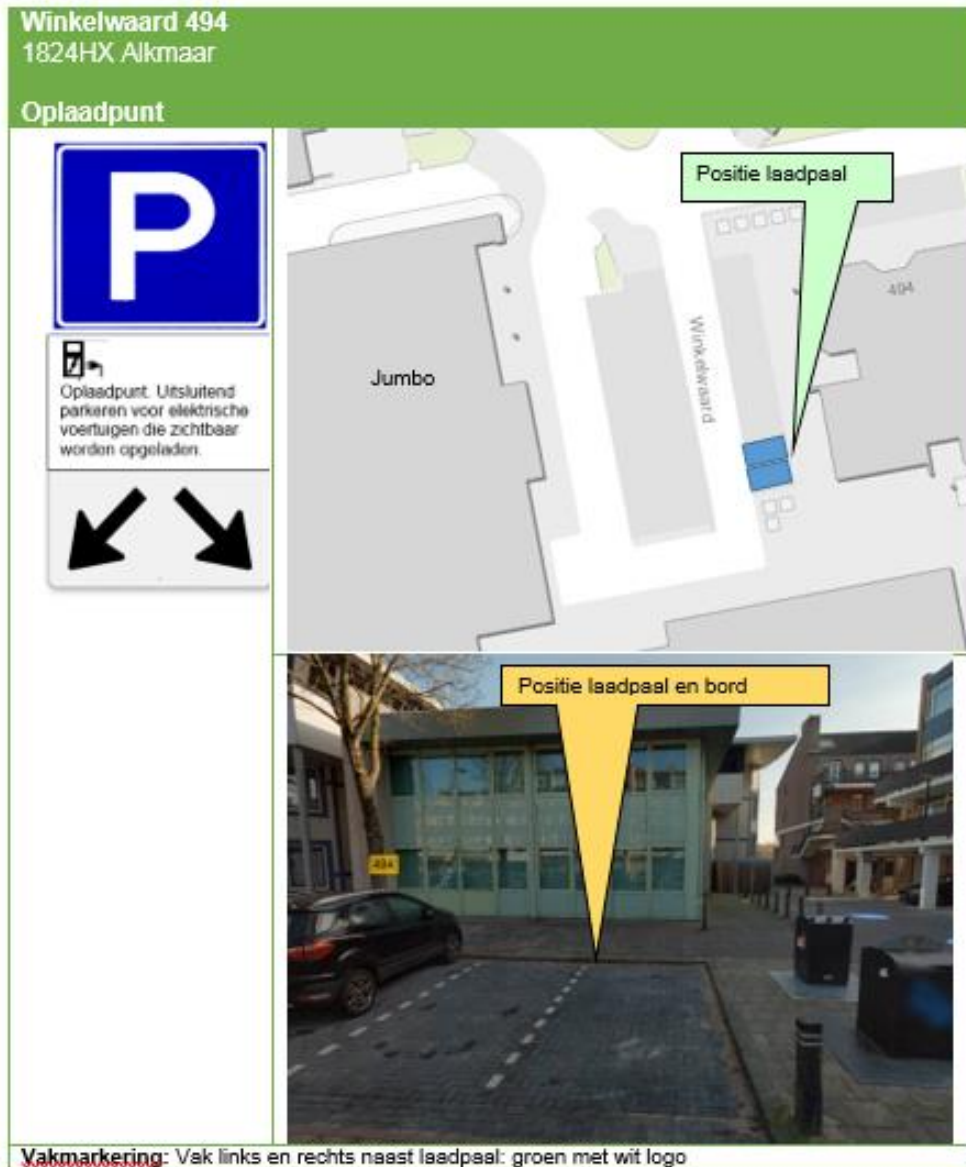 Winkelwaard 494
1824HX Alkmaar
Oplaadpunt
P
Oplaadpunt. Uitsluitend
parkeren voor elektrische
voertuigen die zichtbaar
worden opgeladen.
Positie laadpaal
494
Jumbo
Winkelwaard
Positie laadpaal en bord
494
Vakmarkering: Vak links en rechts naast laadpaal: groen met wit logo